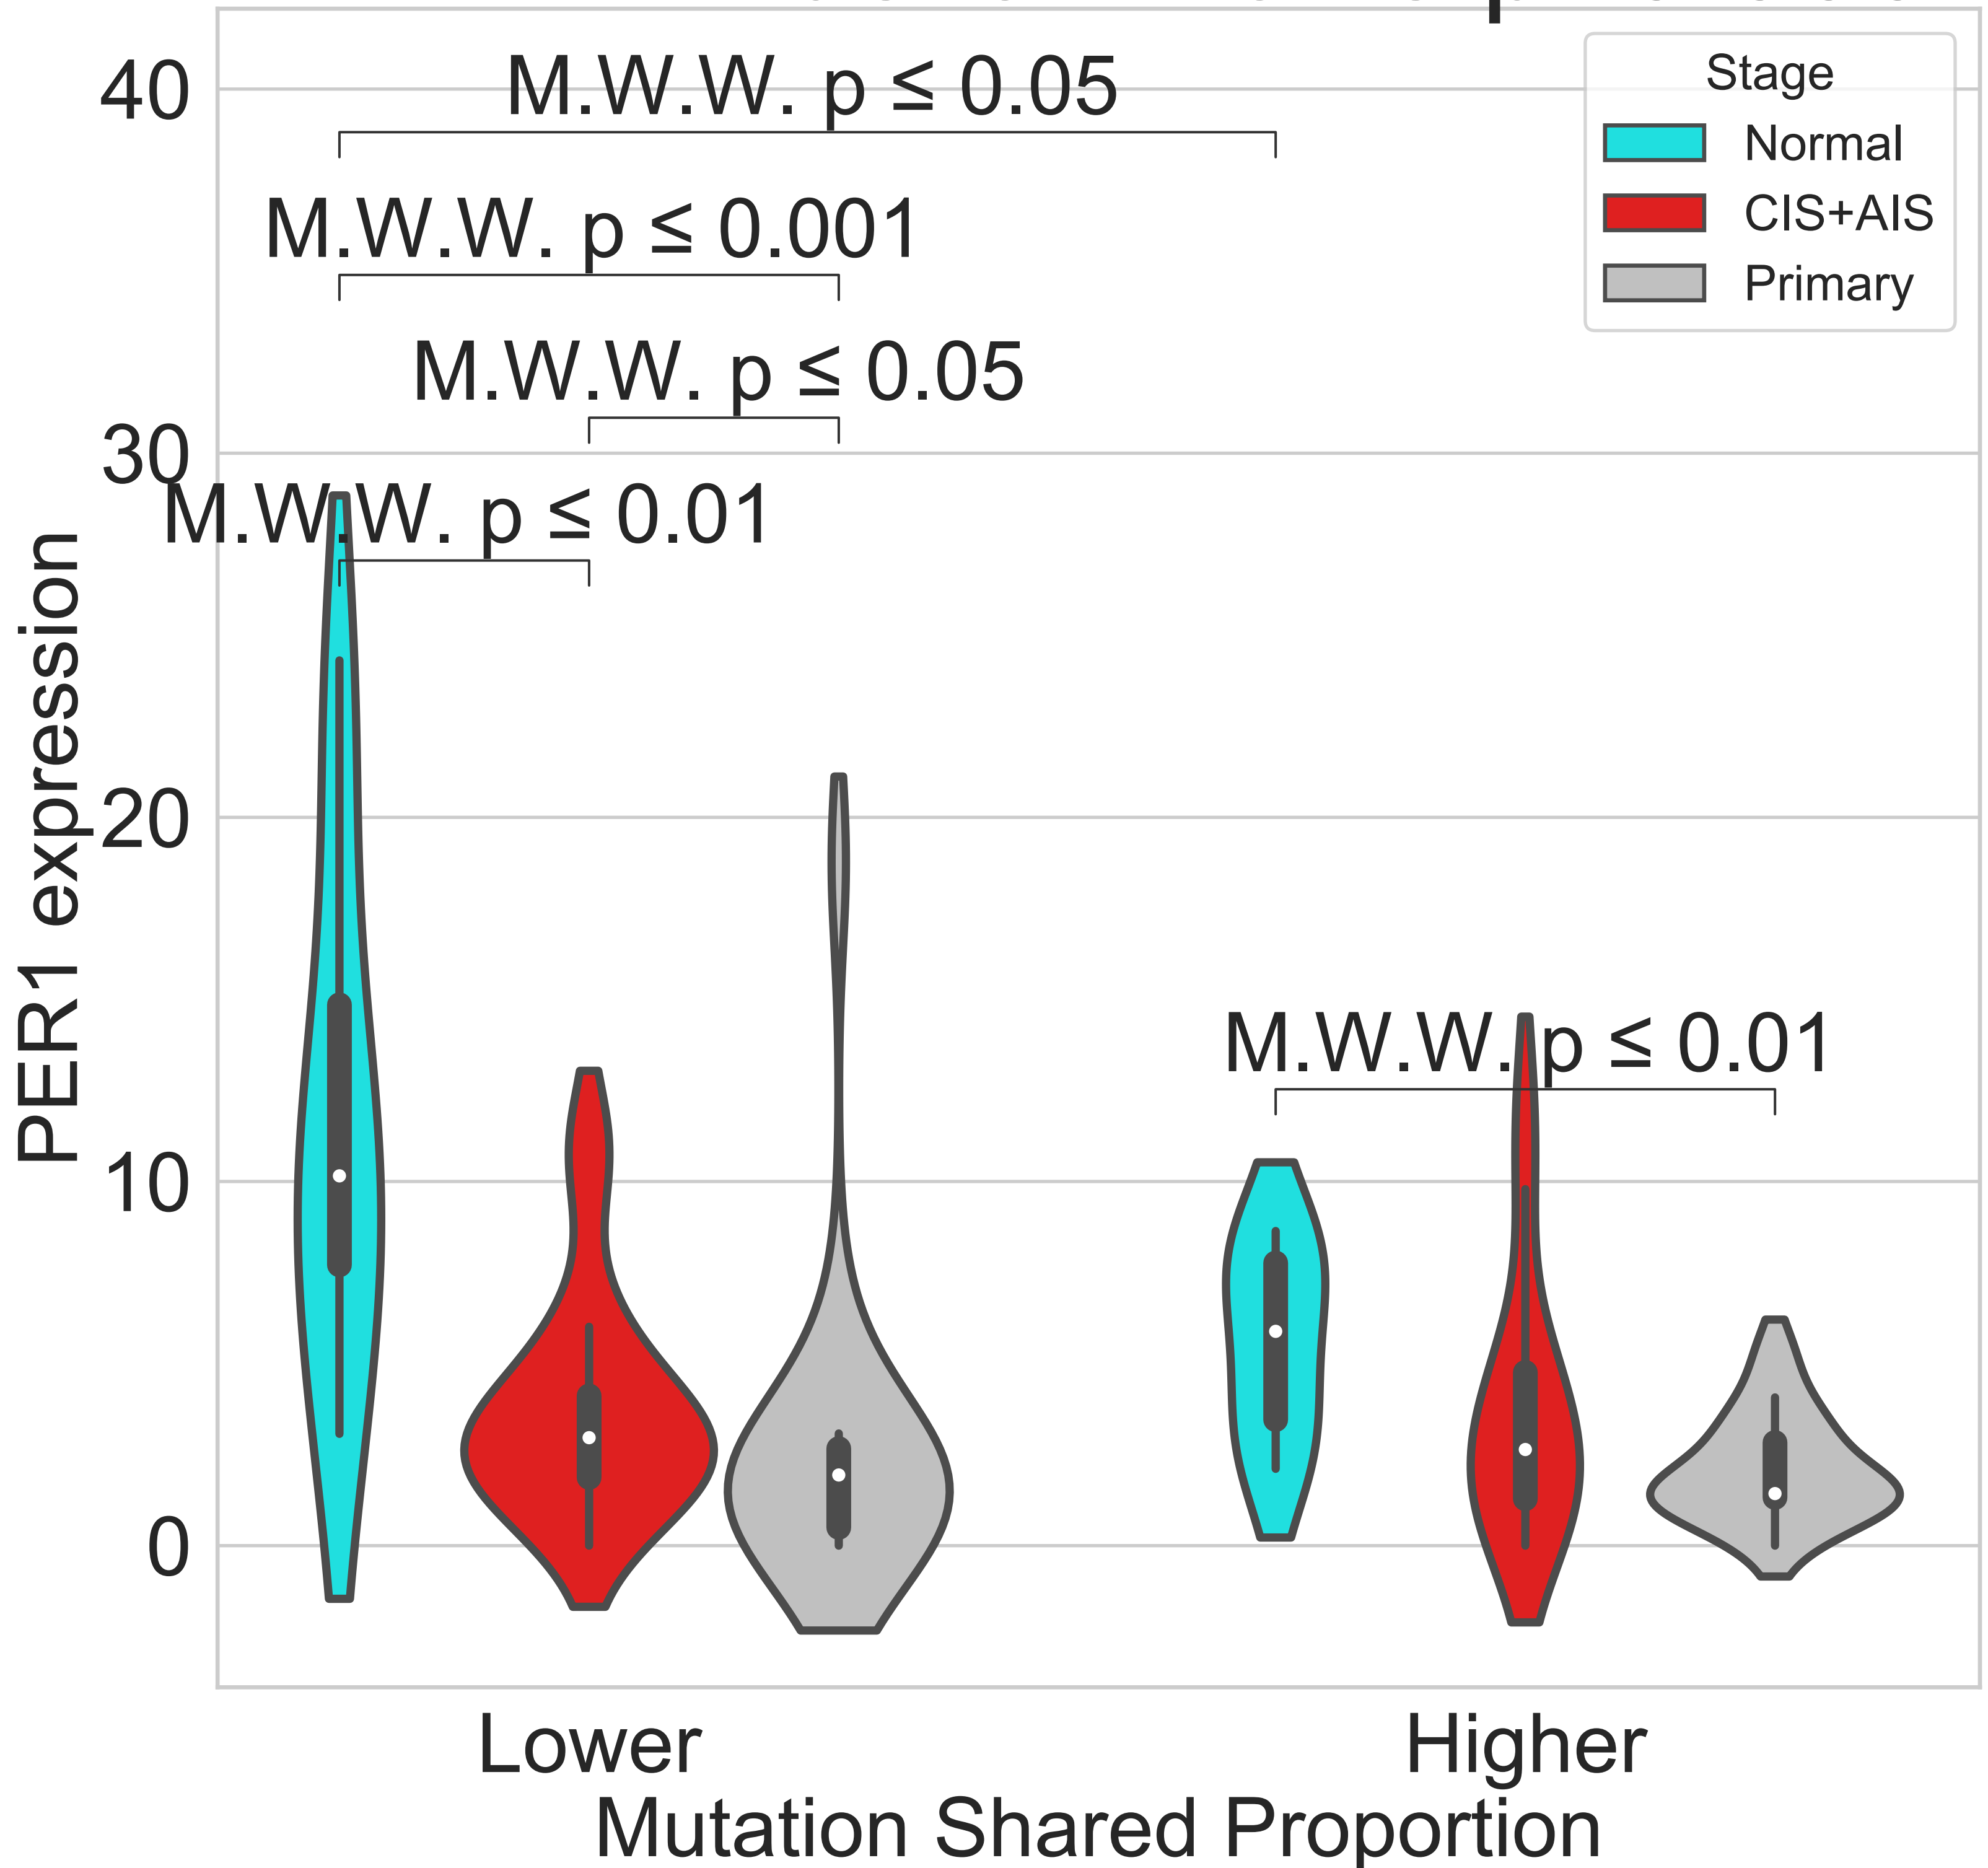 40
M.W.W. p ≤ 0.05
Stage
Normal
CIS+AIS
Primary
M.W.W. p ≤ 0.001
M.W.W. p ≤ 0.05
30
M.W.W. p ≤ 0.01
PER1 expression
20
M.W.W. p ≤ 0.01
10
0
Lower
Higher
Mutation Shared Proportion